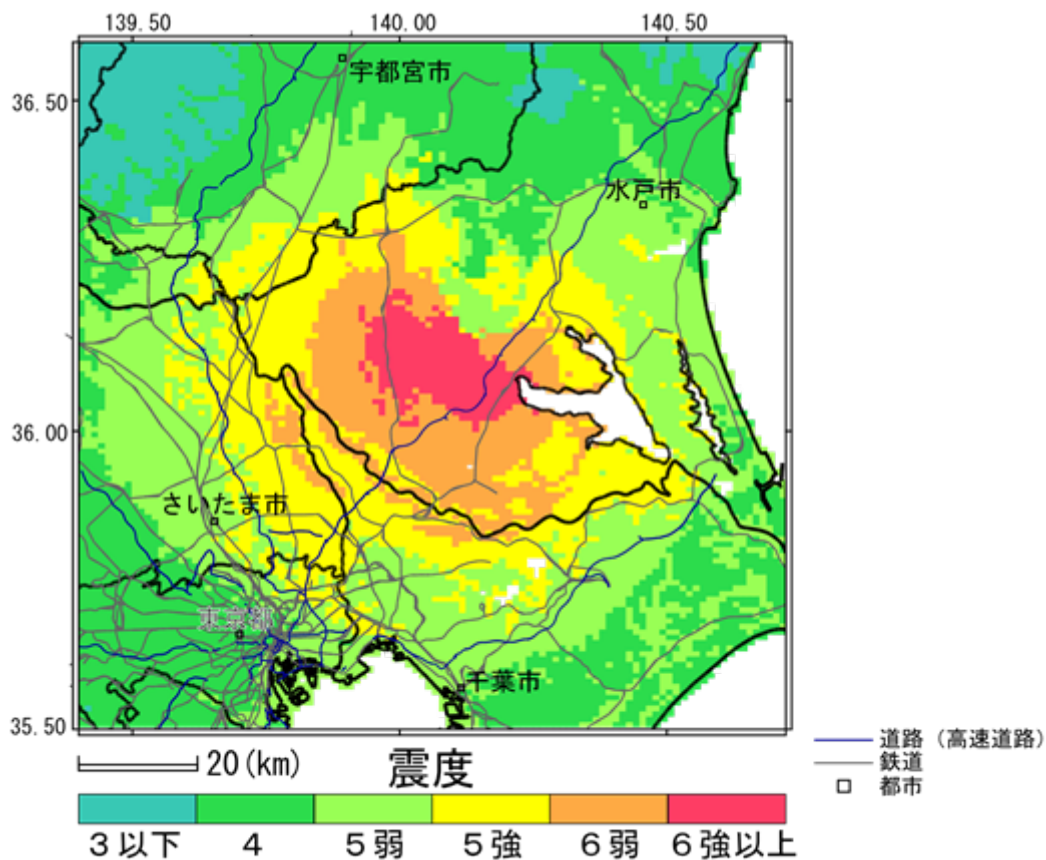 139.50 140.00 140.50
36.50
36.00
35.50
宇都宮市
水戸市
さいたま市
東京都
千葉市
20(km)
震度
3以下 4 5弱 5強 6弱 6強以上
道路（高速道路）
鉄道
都市